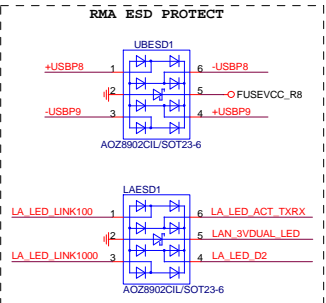 RMA ESD PROTECT
UBESD1
+USBP8 1 6 -USBP8
2 5 FUSEVCC_R8
-USBP9 3 4 +USBP9
AOZ8902CIL/SOT23-6
LAESD1
LA_LED_LINK100 1 6 LA_LED_ACT_TXRX
2 5 LAN_3VDUAL_LED
LA_LED_LINK1000 3 4 LA_LED_D2
AOZ8902CIL/SOT23-6